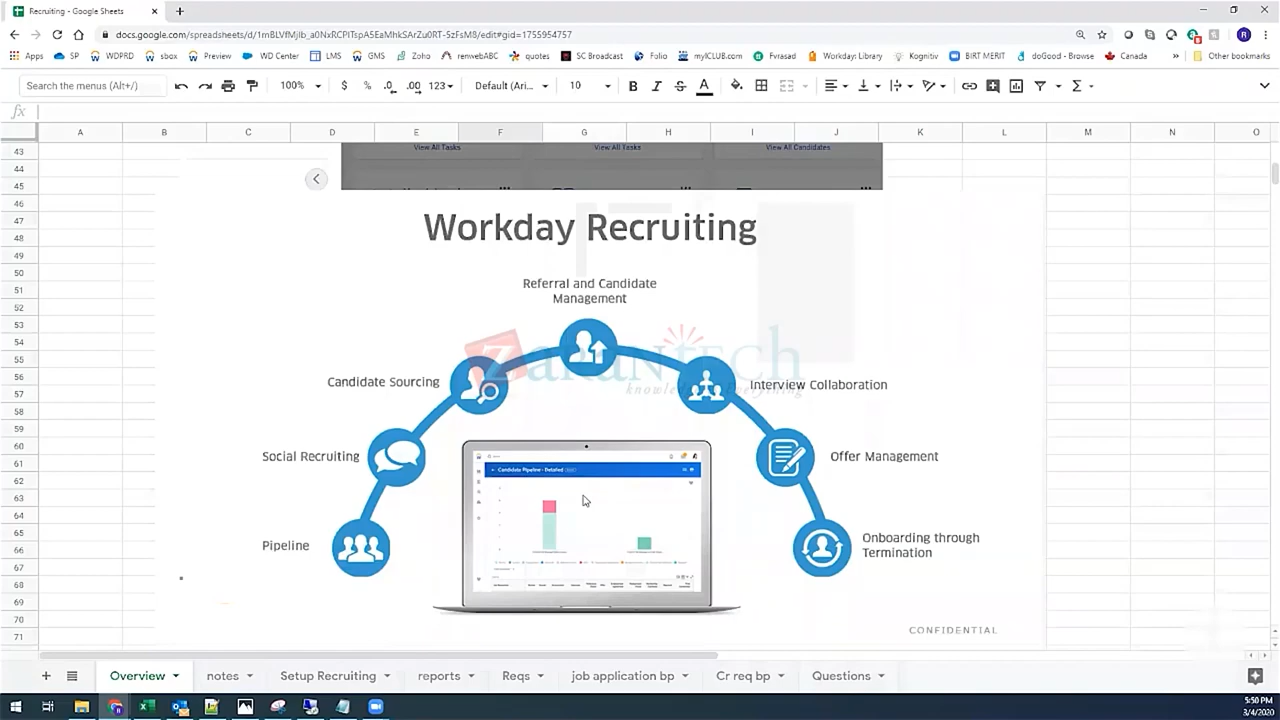 Recruiting - Google Sheets
docs.google.com/spreadsheets/d/1mBLVfMjlb_a0NxRCPlTspA5EaMhkSArZu0RT-5zFsM8/edit#gid=1755954757
Apps SP WDPRD sbox Preview WD Center LMS GMS Zoho renwebABC quotes SC Broadcast Folio myICLUB.com Fvrasad Workday: Library Kognitiv BIRT MERIT doGood : Browse Canada Other bookmarks
Search the menus (Alt+ 100% $ % .0 .00 123 Default (Ari... 10 B I S A
fx
A B C D E F G H I J K L M N O
43
View All Tasks View All Tasks View All Candidates
44
45
46
47
Workday Recruiting
48
49
50
Referral and Candidate
51
Management
52
53
54
55
ZARANTECH
56
Candidate Sourcing
Interview Collaboration
57
58
59
60
Social Recruiting
Offer Management
61
Candidate Pipeline - Detailed
62
63
64
65
Onboarding through
Pipeline
66
Termination
67
68
69
70
CONFIDENTIAL
71
Overview notes Setup Recruiting reports Reqs job application bp Cr req bp Questions
5:50 PM
3/4/2020